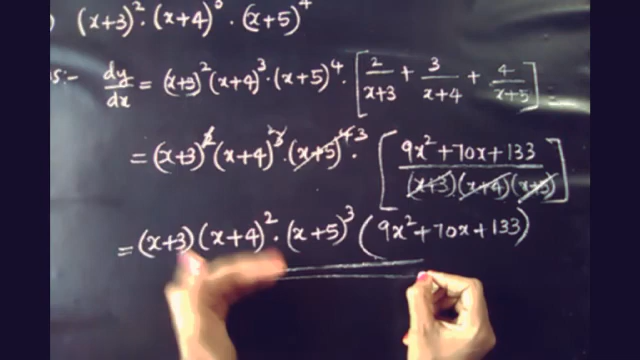 ) (x+3)² · (x+4)³ · (x+5)⁴
s:- dy/dx = (x+3)² (x+4)³ · (x+5)⁴ · [2/(x+3) + 3/(x+4) + 4/(x+5)]
= (x+3)² (x+4)³ ² · (x+5)⁴ ³ · [9x²+70x+133/(x+3)(x+4)(x+5)]
= (x+3) (x+4)² · (x+5)³ (9x²+70x+133)